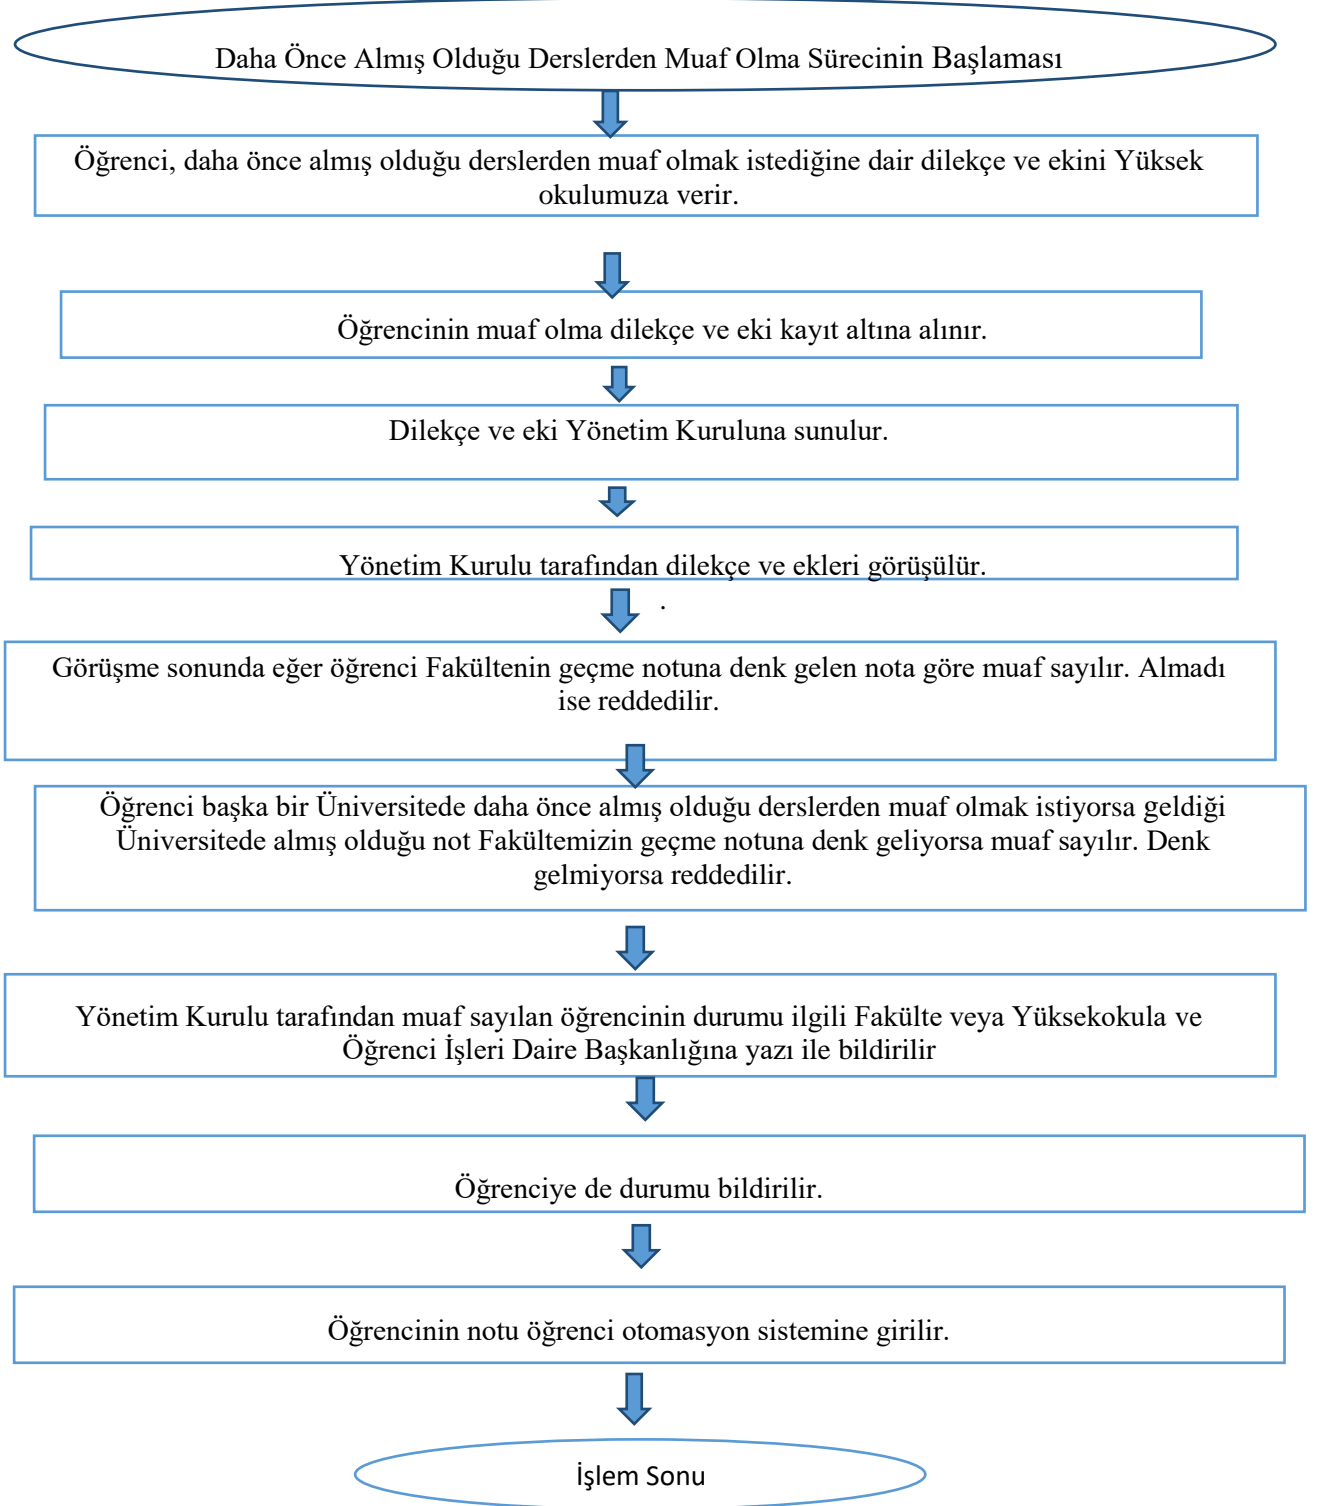 Daha Önce Almış Olduğu Derslerden Muaf Olma Sürecinin Başlaması
Öğrenci, daha önce almış olduğu derslerden muaf olmak istediğine dair dilekçe ve ekini Yüksek
okulumuza verir.
Öğrencinin muaf olma dilekçe ve eki kayıt altına alınır.
Dilekçe ve eki Yönetim Kuruluna sunulur.
Yönetim Kurulu tarafından dilekçe ve ekleri görüşülür.
.
Görüşme sonunda eğer öğrenci Fakültenin geçme notuna denk gelen nota göre muaf sayılır. Almadı
ise reddedilir.
Öğrenci başka bir Üniversitede daha önce almış olduğu derslerden muaf olmak istiyorsa geldiği
Üniversitede almış olduğu not Fakültemizin geçme notuna denk geliyorsa muaf sayılır. Denk
gelmiyorsa reddedilir.
Yönetim Kurulu tarafından muaf sayılan öğrencinin durumu ilgili Fakülte veya Yüksekokula ve
Öğrenci İşleri Daire Başkanlığına yazı ile bildirilir
Öğrenciye de durumu bildirilir.
Öğrencinin notu öğrenci otomasyon sistemine girilir.
İşlem Sonu